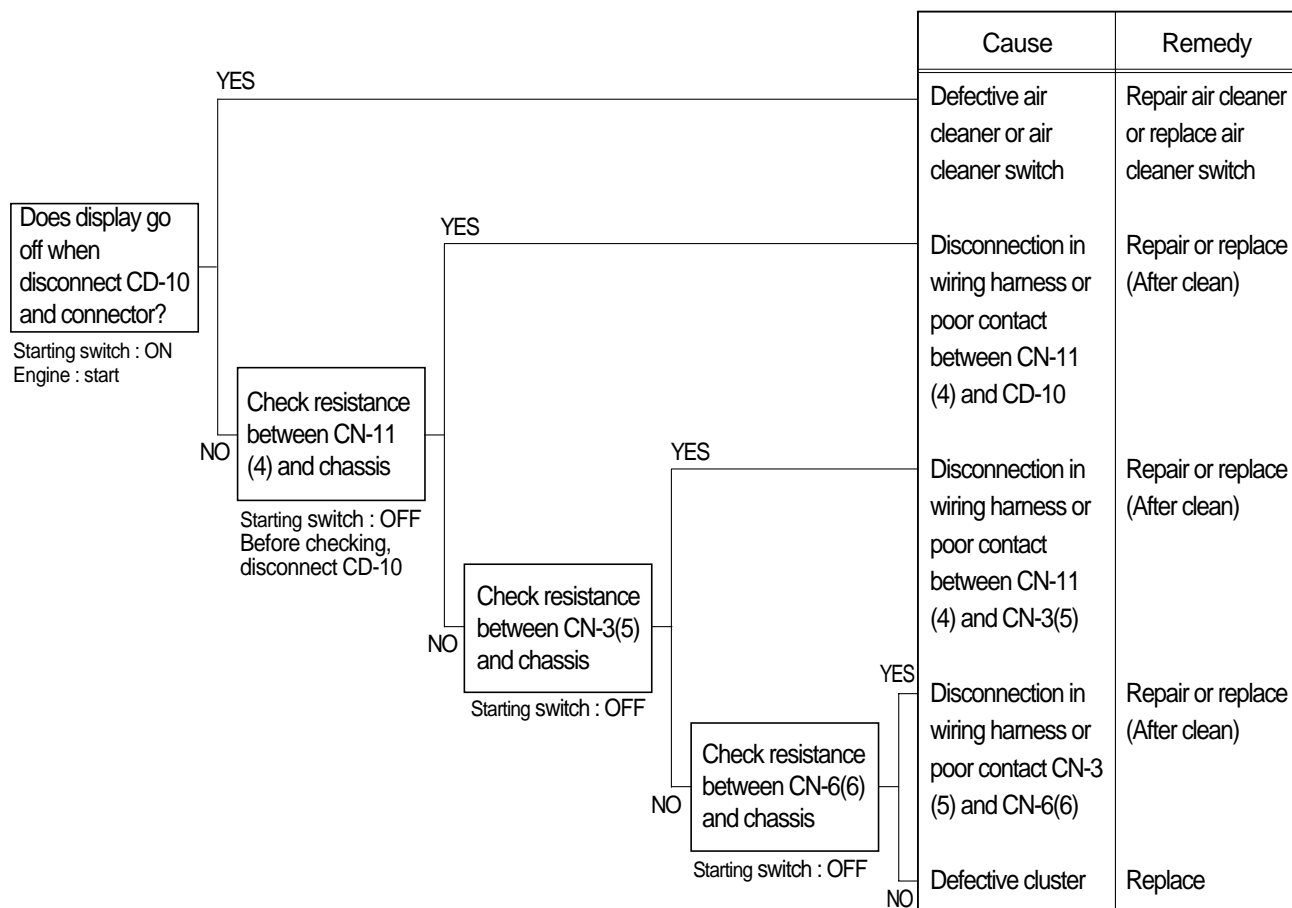 Cause
Remedy
YES
Defective air
cleaner or air
cleaner switch
Repair air cleaner
or replace air
cleaner switch
Does display go
off when
disconnect CD-10
and connector?
Starting switch : ON
Engine : start
YES
Disconnection in
wiring harness or
poor contact
between CN-11
(4) and CD-10
Repair or replace
(After clean)
NO
Check resistance
between CN-11
(4) and chassis
Starting switch : OFF
Before checking,
disconnect CD-10
YES
Disconnection in
wiring harness or
poor contact
between CN-11
(4) and CN-3(5)
Repair or replace
(After clean)
NO
Check resistance
between CN-3(5)
and chassis
Starting switch : OFF
YES
Disconnection in
wiring harness or
poor contact CN-3
(5) and CN-6(6)
Repair or replace
(After clean)
NO
Check resistance
between CN-6(6)
and chassis
Starting switch : OFF
NO
Defective cluster
Replace